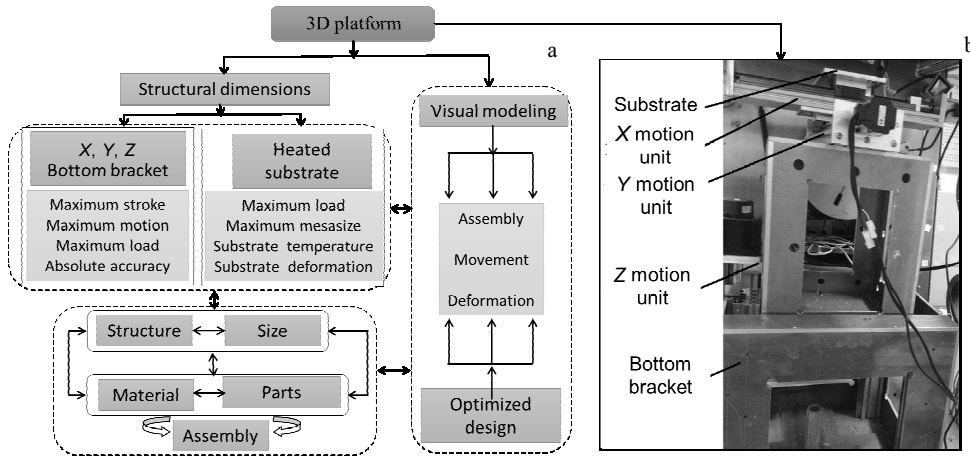 3D platform
a
Structural dimensions
X, Y, Z
Bottom bracket
Maximum stroke
Maximum motion
Maximum load
Absolute accuracy
Heated
substrate
Maximum load
Maximum mesasize
Substrate temperature
Substrate deformation
Structure
Size
Material
Parts
Assembly
Visual modeling
Assembly
Movement
Deformation
Optimized
design
b
Substrate
X motion
unit
Y motion
unit
Z motion
unit
Bottom
bracket